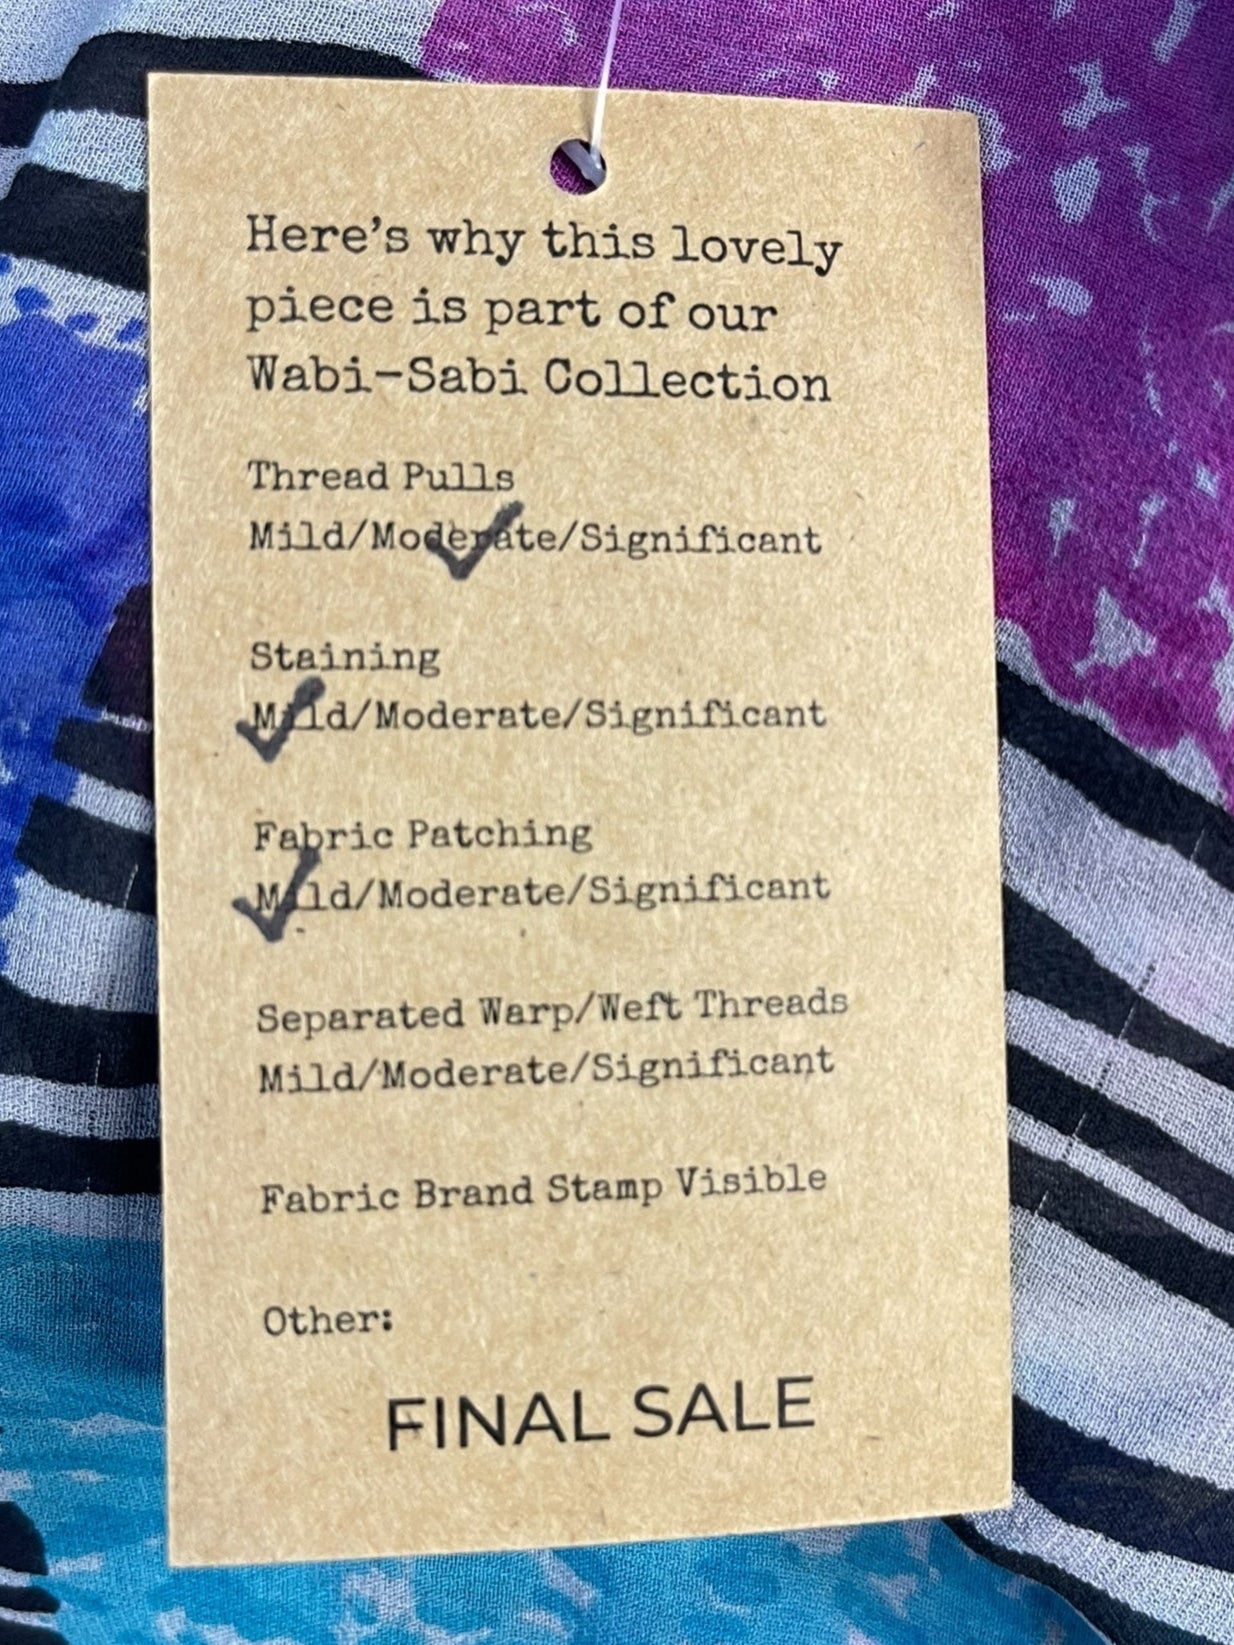 Here's why this lovely
piece is part of our
Wabi-Sabi Collection
Thread Pulls
Mild/Moderate/Significant
Staining
Mild/Moderate/Significant
Fabric Patching
Mild/Moderate/Significant
Separated Warp/Weft Threads
Mild/Moderate/Significant
Fabric Brand Stamp Visible
Other:
FINAL SALE